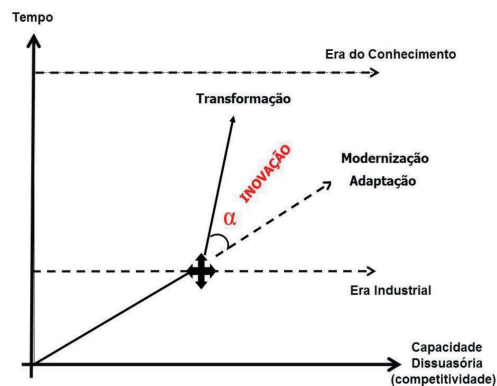 Tempo
Era do Conhecimento
Transformação
INOVAÇÃO
Modernização
Adaptação
α
Era Industrial
Capacidade
Dissuasória
(competitividade)